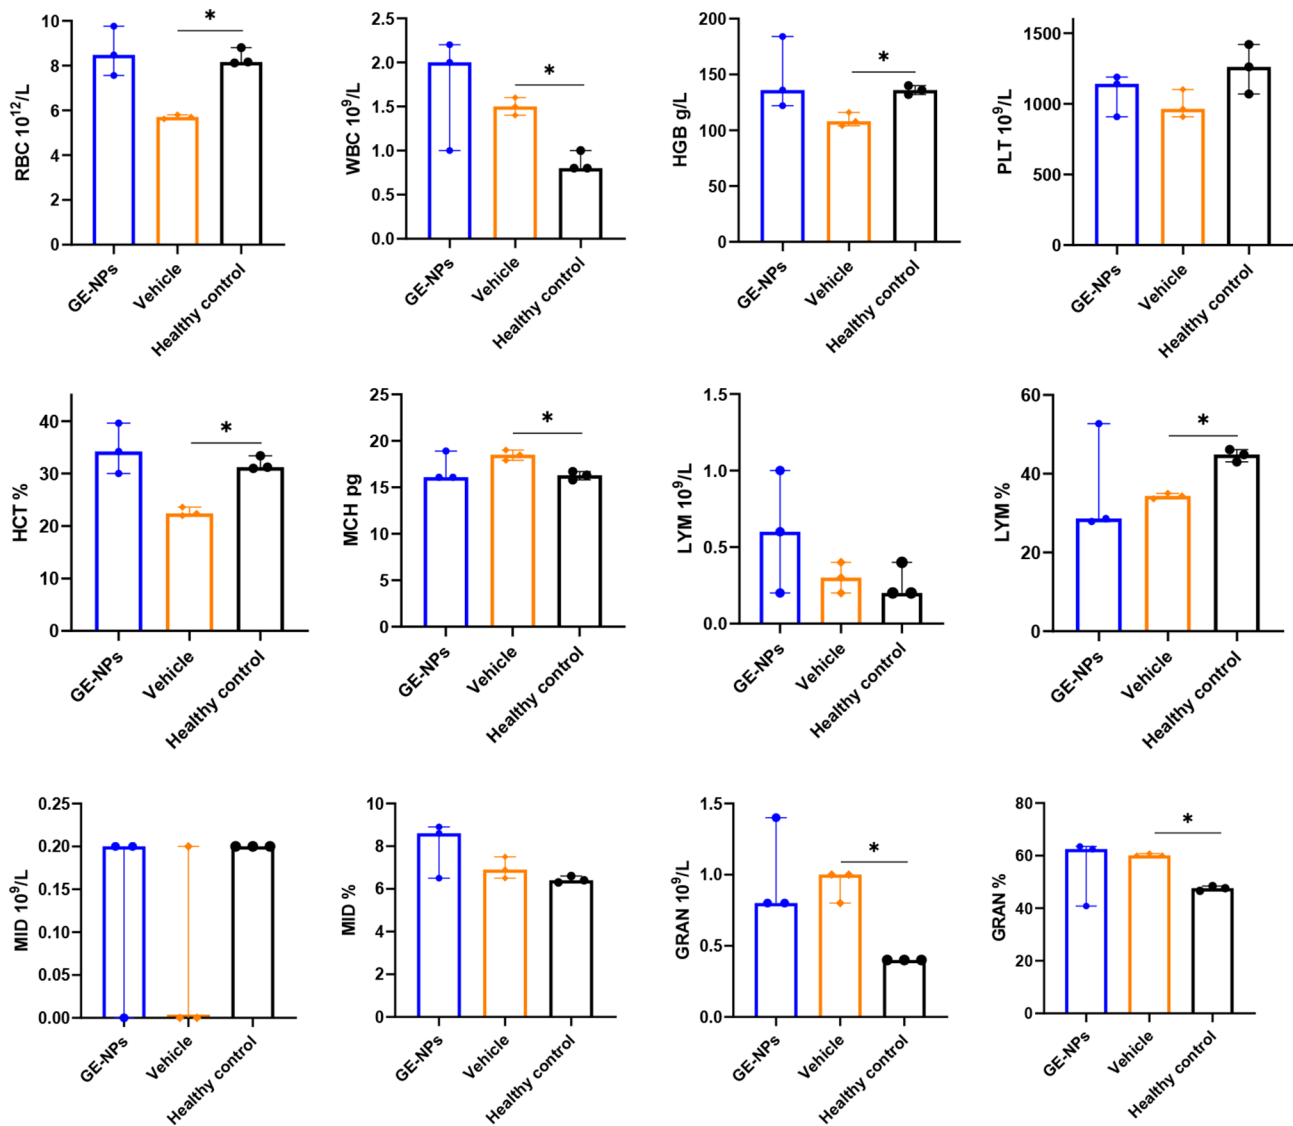 RBC 10¹²/L
10
8
6
4
2
0
*
GE-NPs
Vehicle
Healthy control
WBC 10⁹/L
2.5
2.0
1.5
1.0
0.5
0.0
*
GE-NPs
Vehicle
Healthy control
HGB g/L
200
150
100
50
0
*
GE-NPs
Vehicle
Healthy control
PLT 10⁹/L
1500
1000
500
0
GE-NPs
Vehicle
Healthy control
HCT %
40
30
20
10
0
*
GE-NPs
Vehicle
Healthy control
MCH pg
25
20
15
10
5
0
*
GE-NPs
Vehicle
Healthy control
LYM 10⁹/L
1.5
1.0
0.5
0.0
GE-NPs
Vehicle
Healthy control
LYM %
60
40
20
0
*
GE-NPs
Vehicle
Healthy control
MID 10⁹/L
0.25
0.20
0.15
0.10
0.05
0.00
GE-NPs
Vehicle
Healthy control
MID %
10
8
6
4
2
0
GE-NPs
Vehicle
Healthy control
GRAN 10⁹/L
1.5
1.0
0.5
0.0
*
GE-NPs
Vehicle
Healthy control
GRAN %
80
60
40
20
0
*
GE-NPs
Vehicle
Healthy control